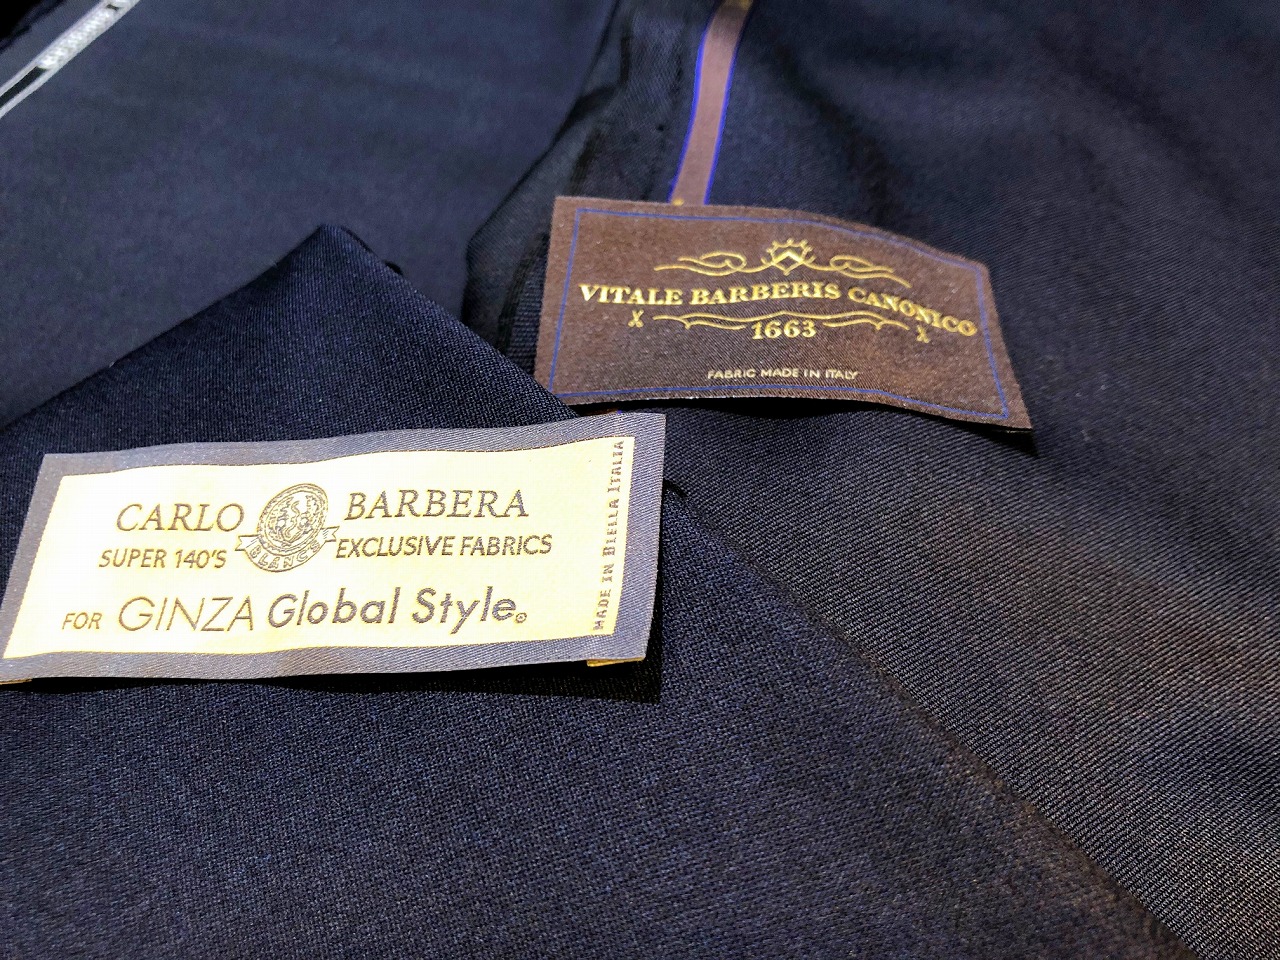 VITALE BARBERIS CANONICO
1663
FABRIC MADE IN ITALY
CARLO BARBERA
SUPER 140'S EXCLUSIVE FABRICS
FOR GINZA Global Style®
MADE IN BIELLA ITALIA